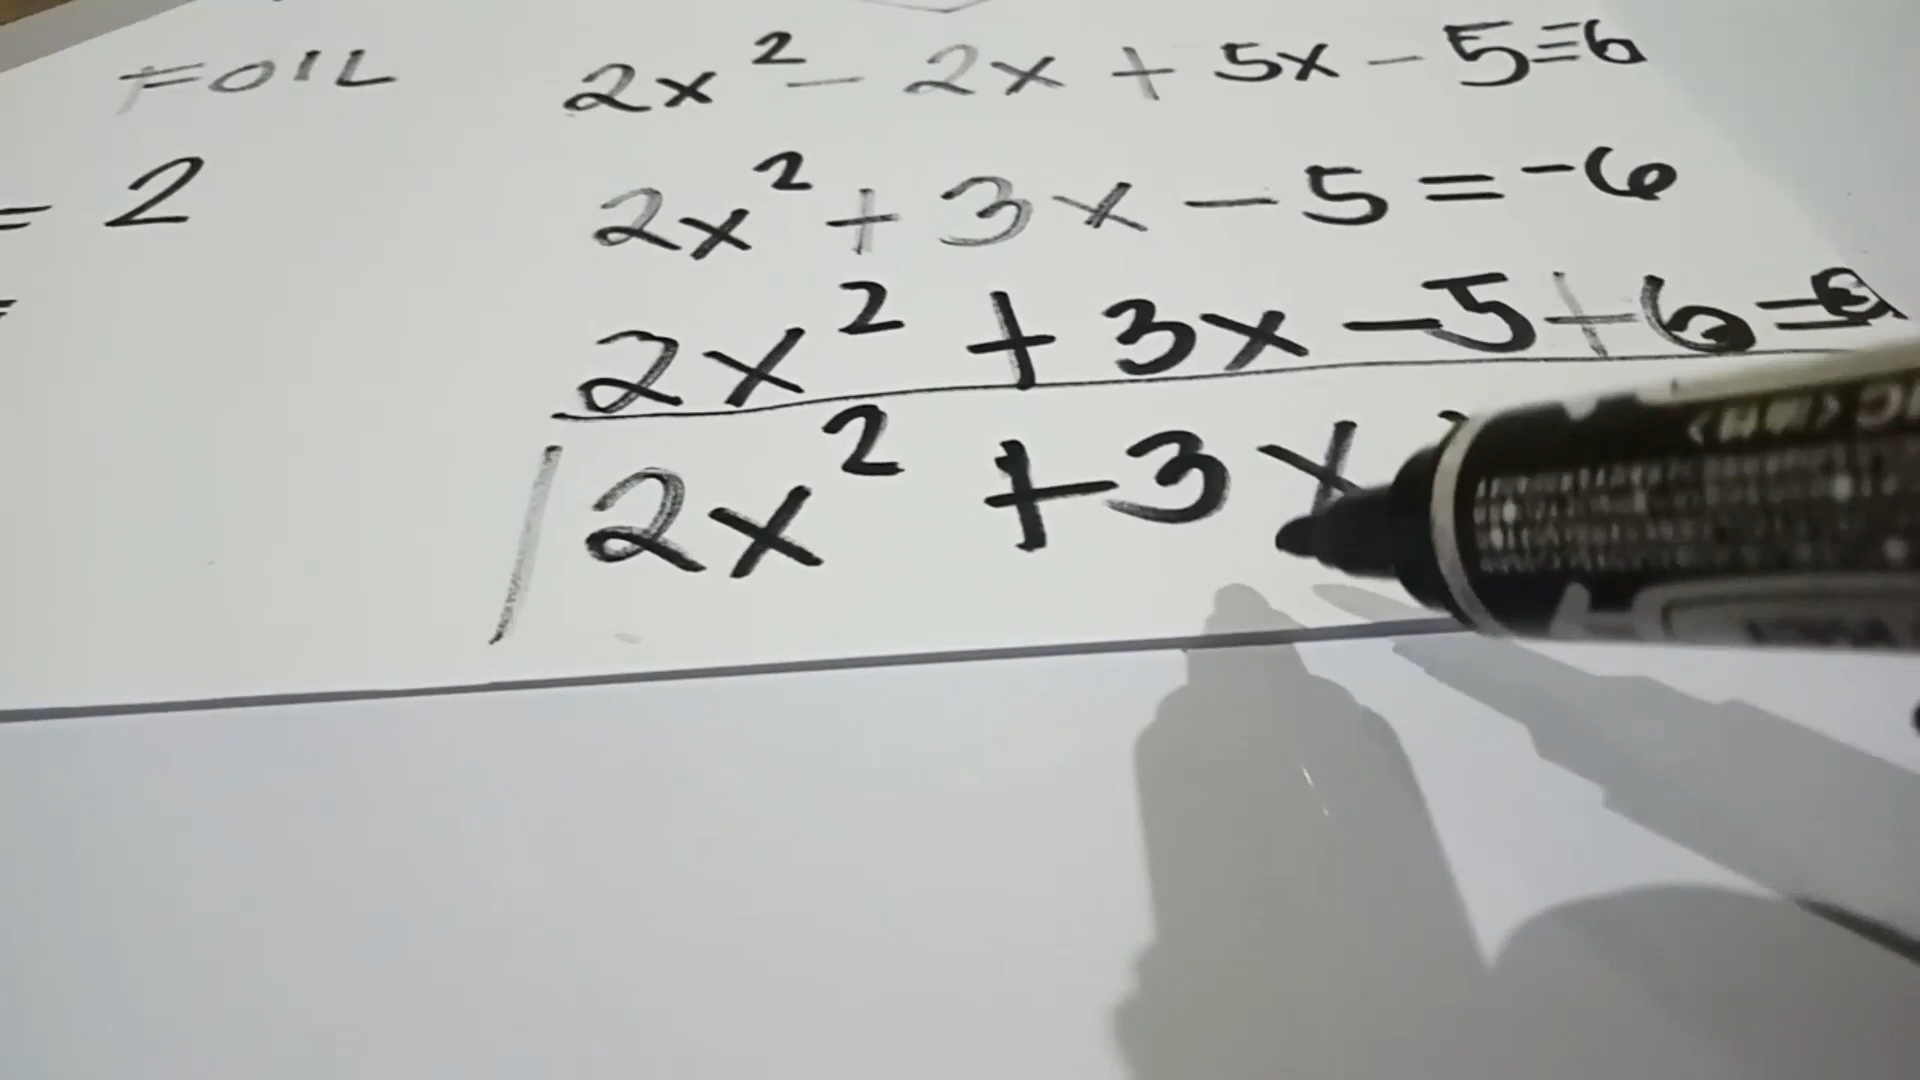 FOIL
2x² - 2x + 5x - 5 = -6
= 2
2x² + 3x - 5 = -6
=
2x² + 3x - 5 + 6 =
2x² + 3x